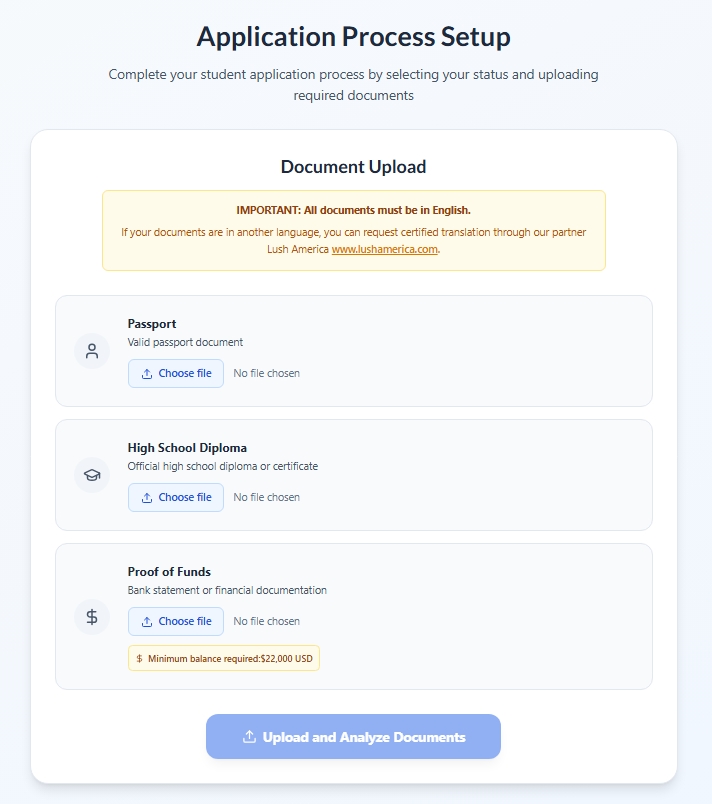 Application Process Setup
Complete your student application process by selecting your status and uploading
required documents
Document Upload
IMPORTANT: All documents must be in English.
If your documents are in another language, you can request certified translation through our partner
Lush America www.lushamerica.com.
Passport
Valid passport document
Choose file No file chosen
High School Diploma
Official high school diploma or certificate
Choose file No file chosen
Proof of Funds
Bank statement or financial documentation
Choose file No file chosen
$ Minimum balance required:$22,000 USD
Upload and Analyze Documents